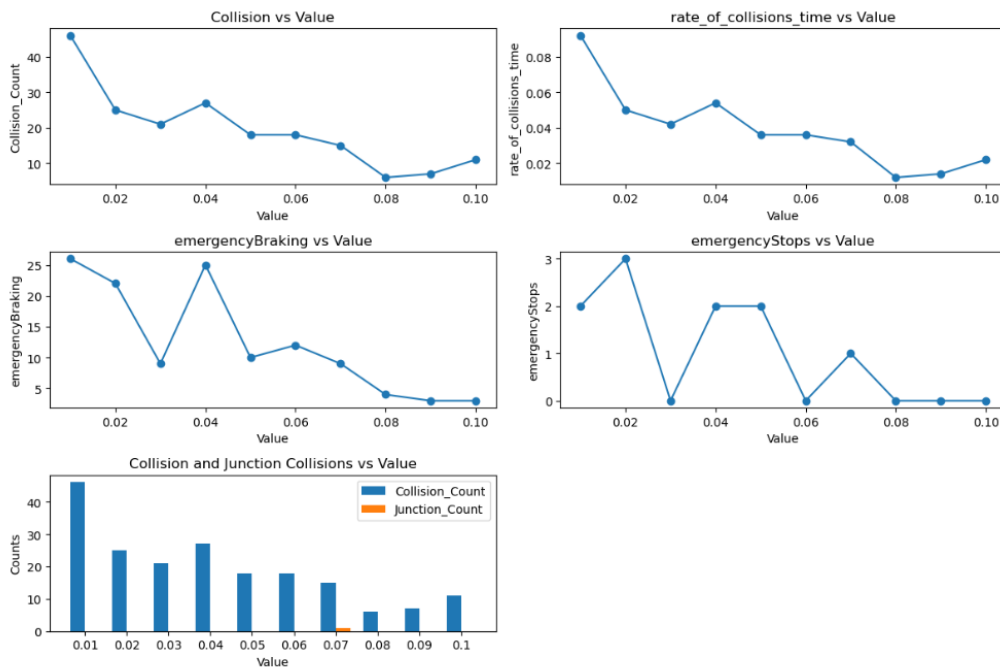 Collision vs Value
Collision_Count
40
30
20
10
0.02 0.04 0.06 0.08 0.10
Value
rate_of_collisions_time vs Value
rate_of_collisions_time
0.08
0.06
0.04
0.02
0.02 0.04 0.06 0.08 0.10
Value
emergencyBraking vs Value
emergencyBraking
25
20
15
10
5
0.02 0.04 0.06 0.08 0.10
Value
emergencyStops vs Value
emergencyStops
3
2
1
0
0.02 0.04 0.06 0.08 0.10
Value
Collision and Junction Collisions vs Value
Counts
40
30
20
10
0
Collision_Count
Junction_Count
0.01 0.02 0.03 0.04 0.05 0.06 0.07 0.08 0.09 0.1
Value